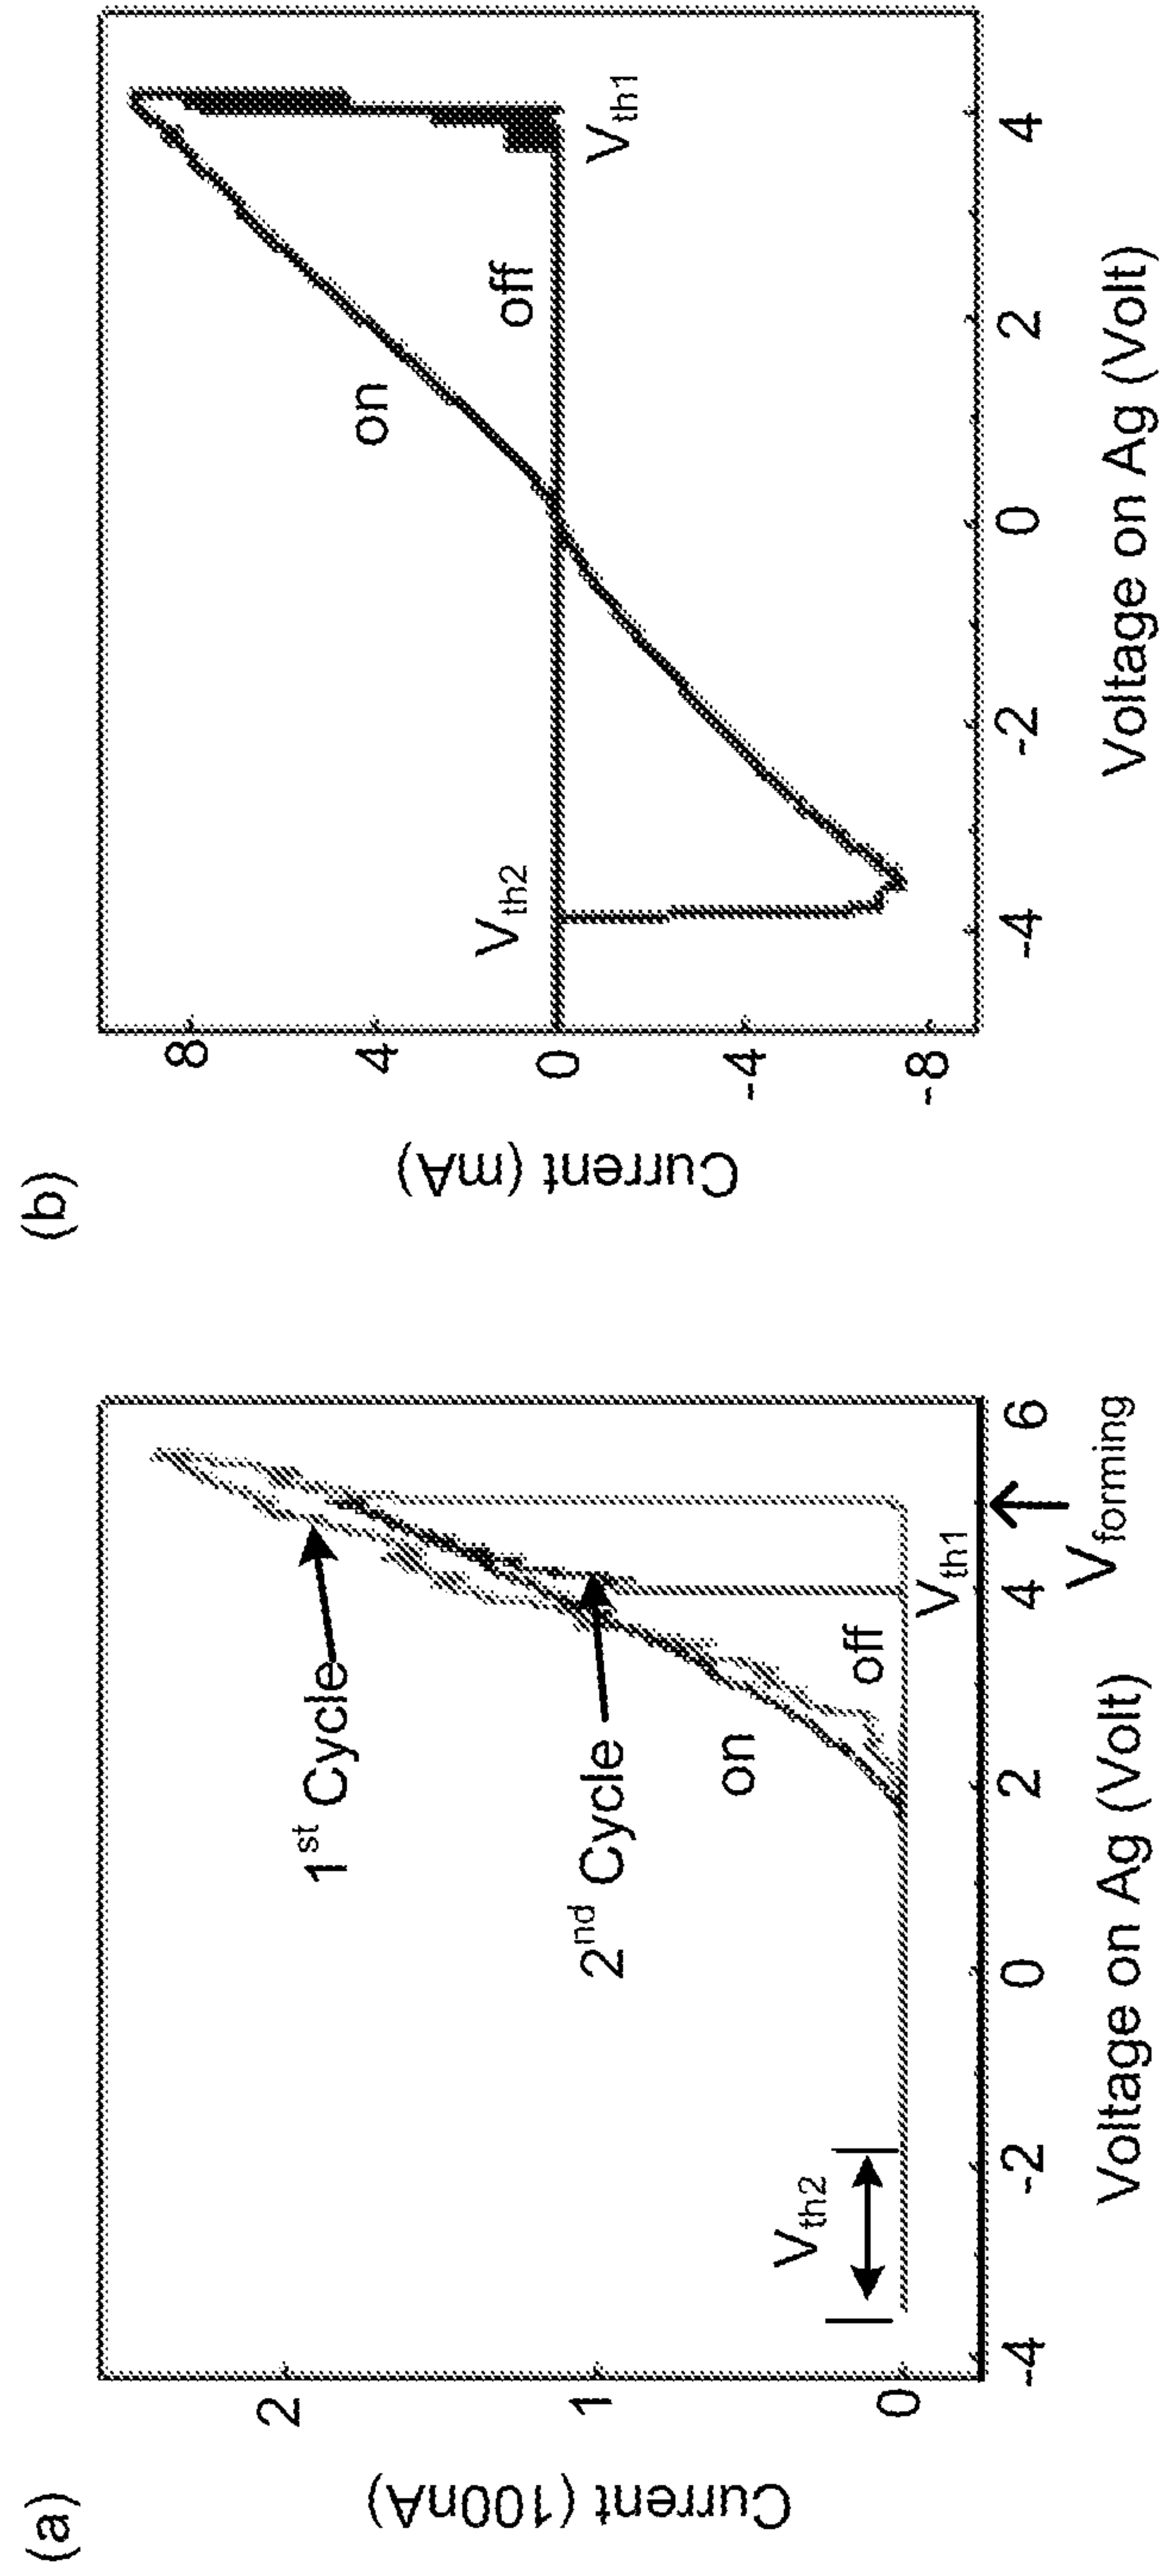 (a)
Current (100nA)
2
1
0
1st Cycle
2nd Cycle
on
off
Vth1
Vth2
-4
-2
0
2
4
6
Vforming
Voltage on Ag (Volt)
(b)
Current (mA)
8
4
0
-4
-8
on
off
Vth1
Vth2
-4
-2
0
2
4
Voltage on Ag (Volt)